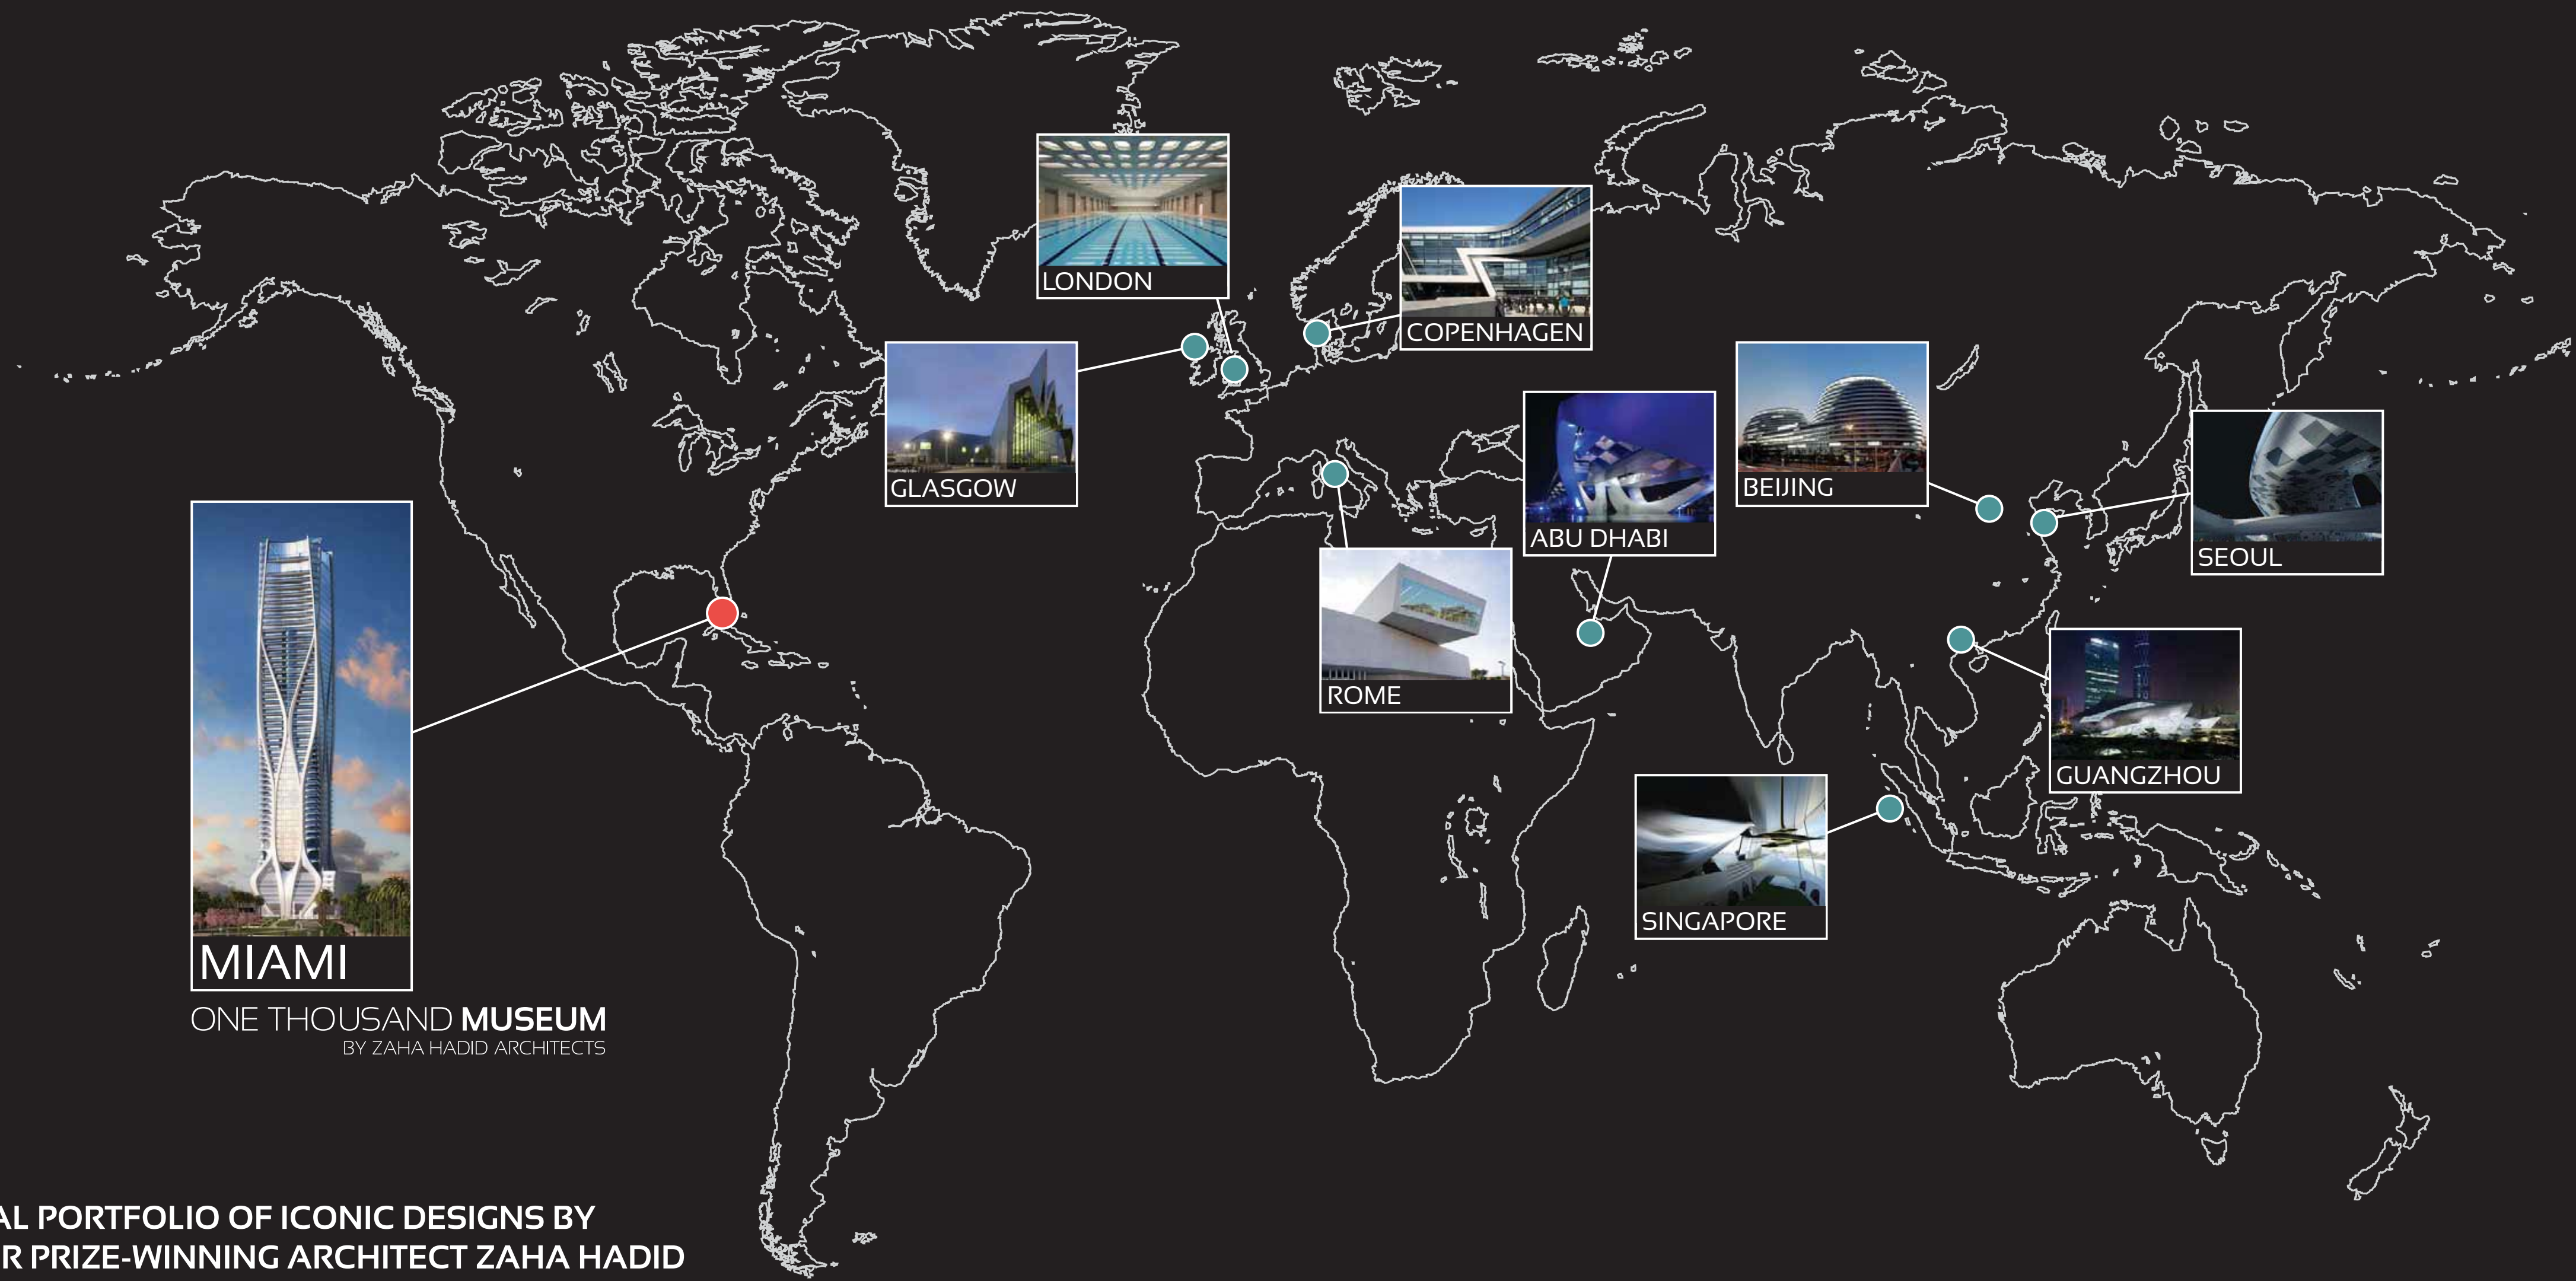 LONDON
COPENHAGEN
GLASGOW
BEIJING
ABU DHABI
SEOUL
ROME
GUANGZHOU
SINGAPORE
MIAMI
ONE THOUSAND MUSEUM
BY ZAHA HADID ARCHITECTS
AL PORTFOLIO OF ICONIC DESIGNS BY
R PRIZE-WINNING ARCHITECT ZAHA HADID